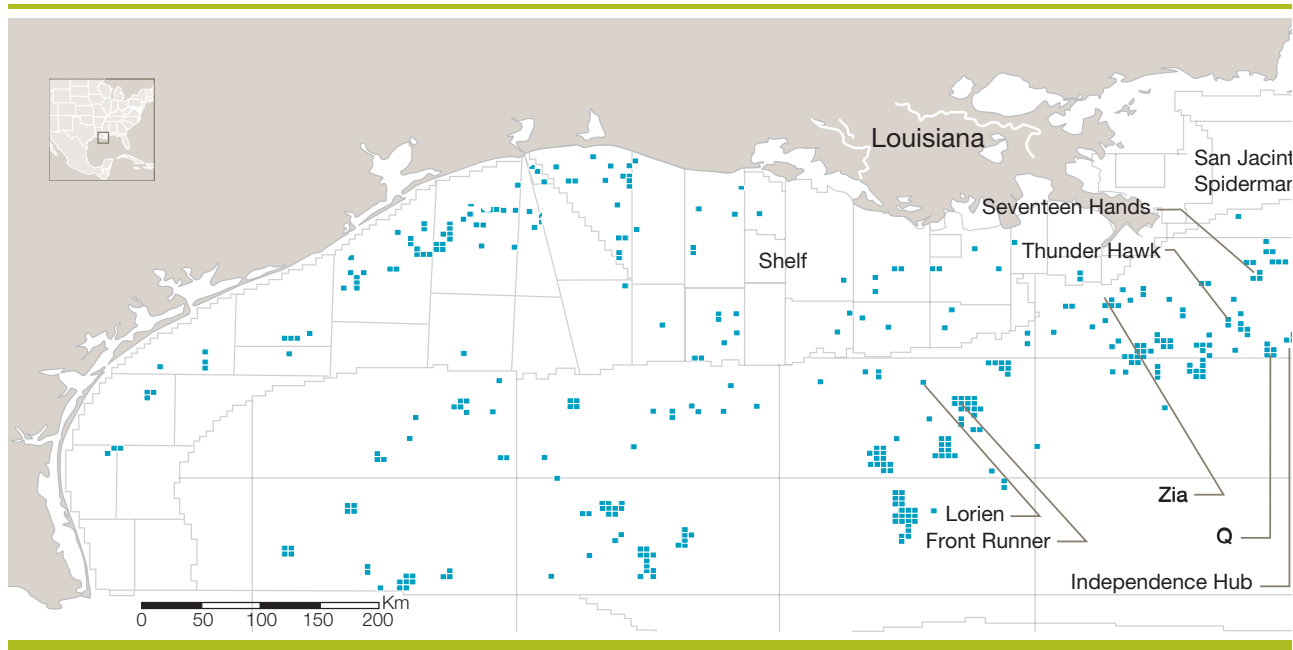 Louisiana
San Jacint
Spiderman
Seventeen Hands
Thunder Hawk
Shelf
Zia
Lorien
Q
Front Runner
Independence Hub
Km
0 50 100 150 200